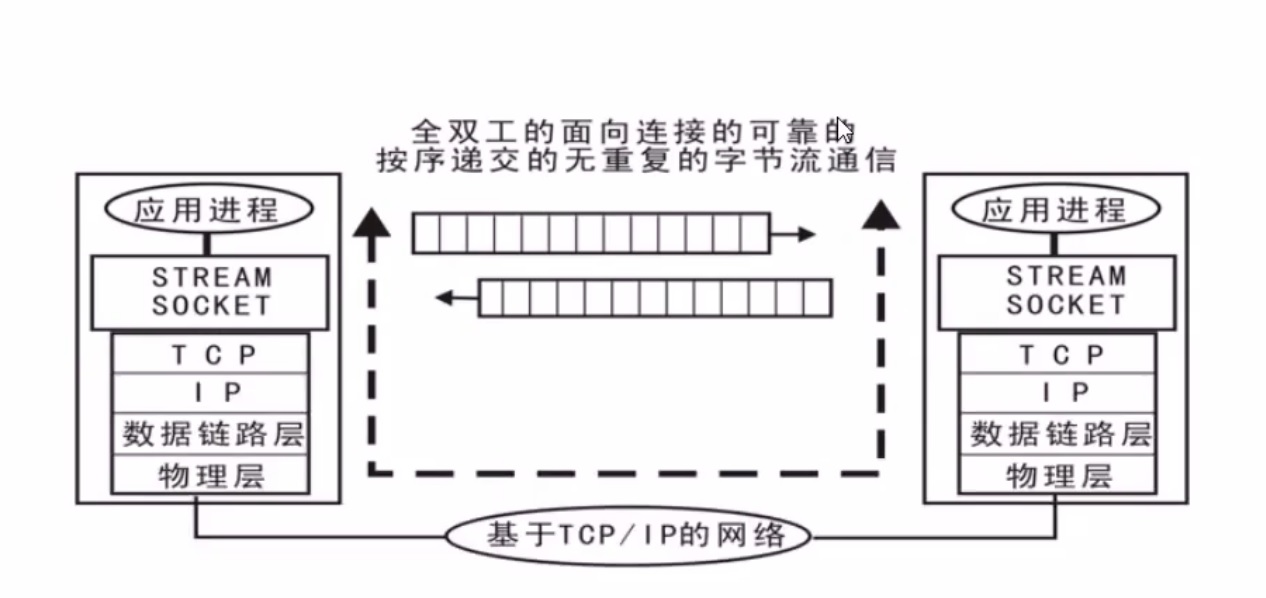 全双工的面向连接的可靠的
按序递交的无重复的字节流通信
应用进程
STREAM
SOCKET
TCP
IP
数据链路层
物理层
应用进程
STREAM
SOCKET
TCP
IP
数据链路层
物理层
基于TCP/IP的网络